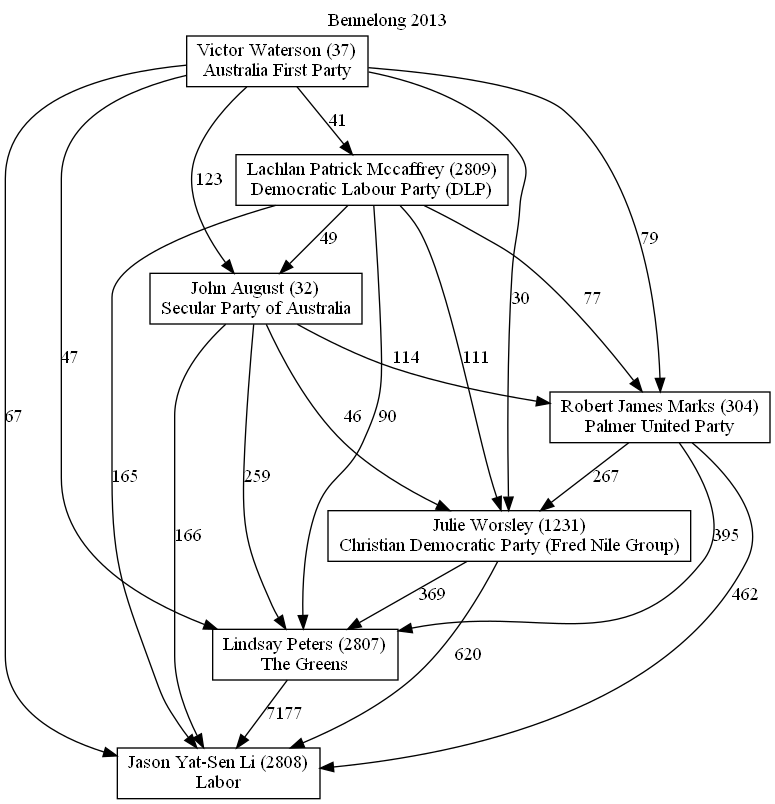 Bennelong 2013
Victor Waterson (37)
Australia First Party
41
Lachlan Patrick Mccaffrey (2809)
Democratic Labour Party (DLP)
123
49
79
John August (32)
Secular Party of Australia
30
77
47
114
111
67
46
90
Robert James Marks (304)
Palmer United Party
165
259
267
166
Julie Worsley (1231)
Christian Democratic Party (Fred Nile Group)
395
369
462
Lindsay Peters (2807)
The Greens
620
7177
Jason Yat-Sen Li (2808)
Labor